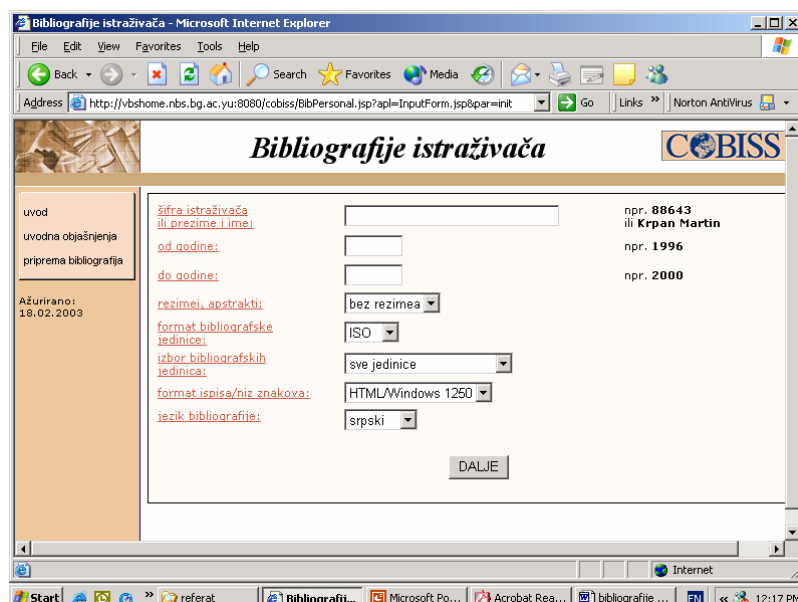 Bibliografije istraživača - Microsoft Internet Explorer
File Edit View Favorites Tools Help
Back Search Favorites Media
Address http://vbshome.nbs.bg.ac.yu:8080/cobiss/BibPersonal.jsp?apl=InputForm.jsp&par=init Go Links » Norton AntiVirus
Bibliografije istraživača
COBISS
uvod
uvodna objašnjenja
priprema bibliografija
Ažurirano:
18.02.2003
šifra istraživača
ili prezime i ime:
npr. 88643
ili Krpan Martin
od godine: npr. 1996
do godine: npr. 2000
rezimei, apstrakti: bez rezimea
format bibliografske
jedinice: ISO
izbor bibliografskih
jedinica: sve jedinice
format ispisa/niz znakova: HTML/Windows 1250
jezik bibliografije: srpski
DALJE
Internet
Start » referat Bibliografij... Microsoft Po... Acrobat Rea... bibliografije ... EN « 12:17 PM